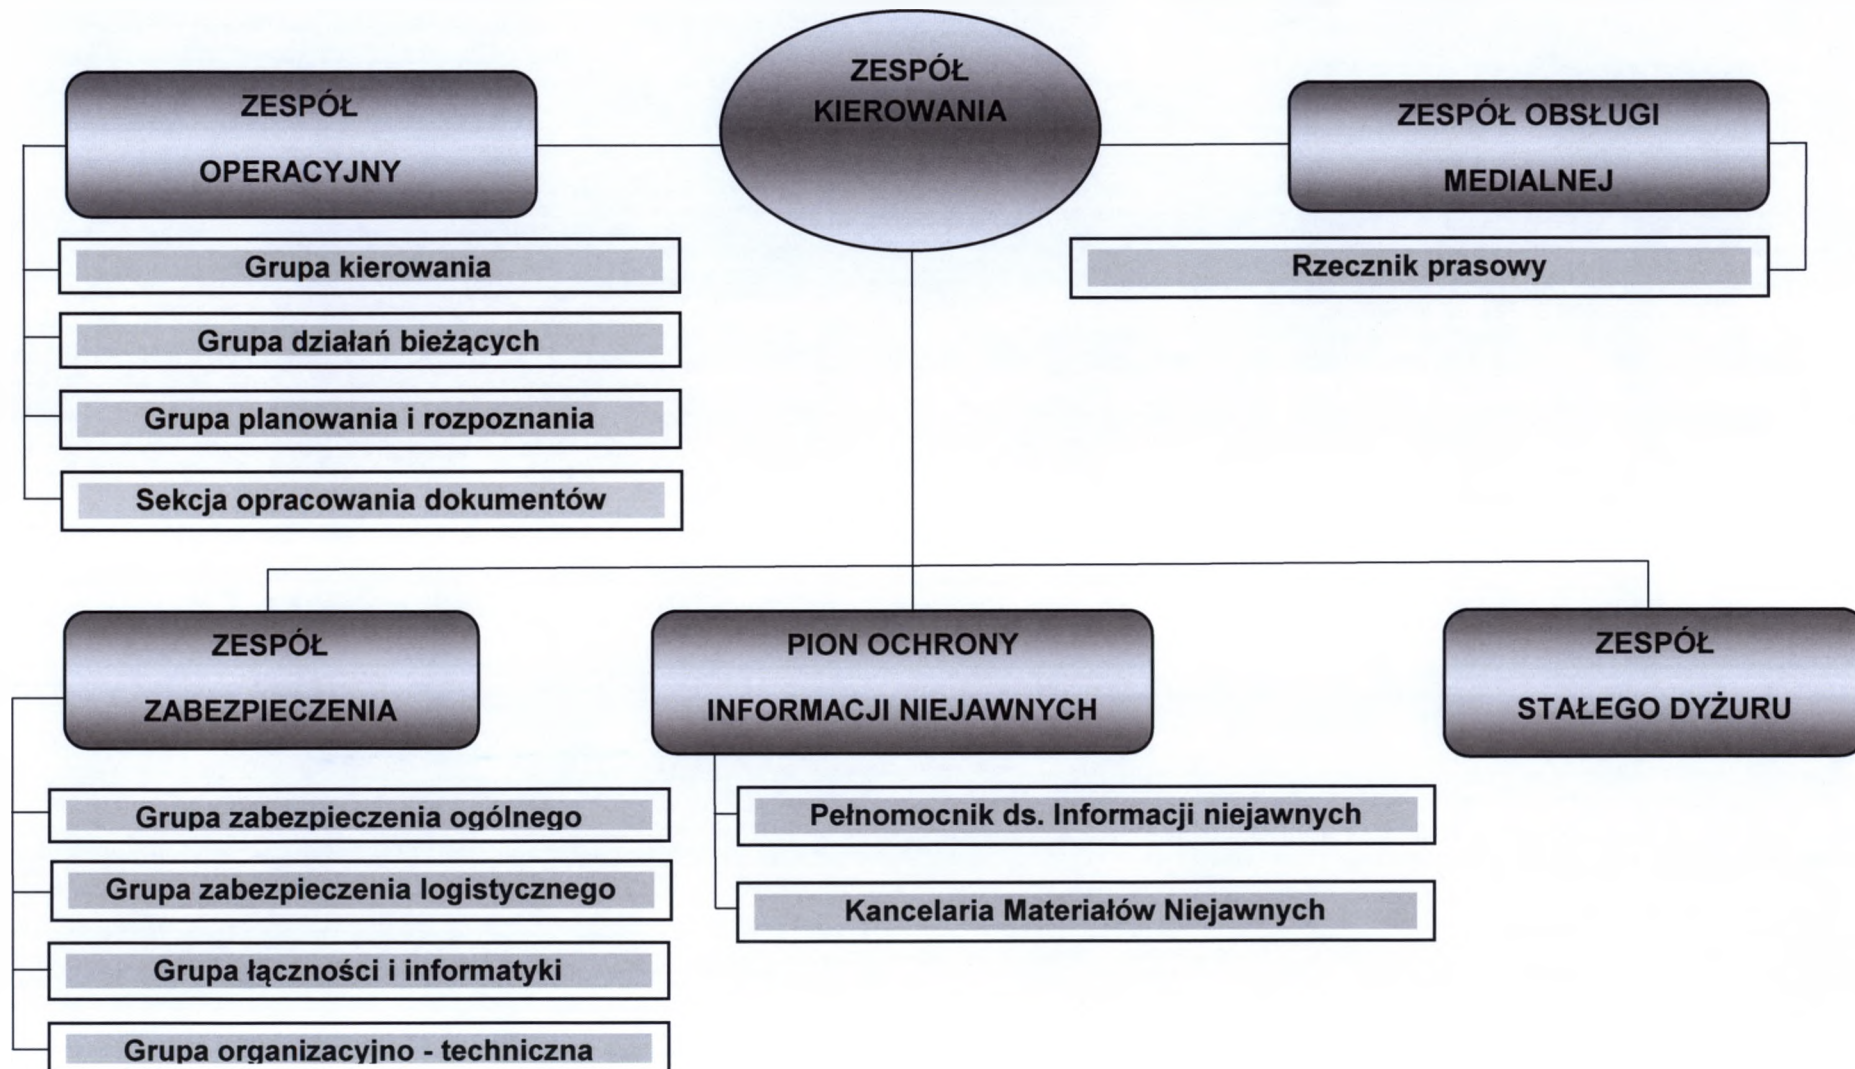 ZESPÓŁ
KIEROWANIA
ZESPÓŁ
OPERACYJNY
Grupa kierowania
Grupa działań bieżących
Grupa planowania i rozpoznania
Sekcja opracowania dokumentów
ZESPÓŁ OBSŁUGI
MEDIALNEJ
Rzecznik prasowy
ZESPÓŁ
ZABEZPIECZENIA
Grupa zabezpieczenia ogólnego
Grupa zabezpieczenia logistycznego
Grupa łączności i informatyki
Grupa organizacyjno - techniczna
PION OCHRONY
INFORMACJI NIEJAWNYCH
Pełnomocnik ds. Informacji niejawnych
Kancelaria Materiałów Niejawnych
ZESPÓŁ
STAŁEGO DYŻURU